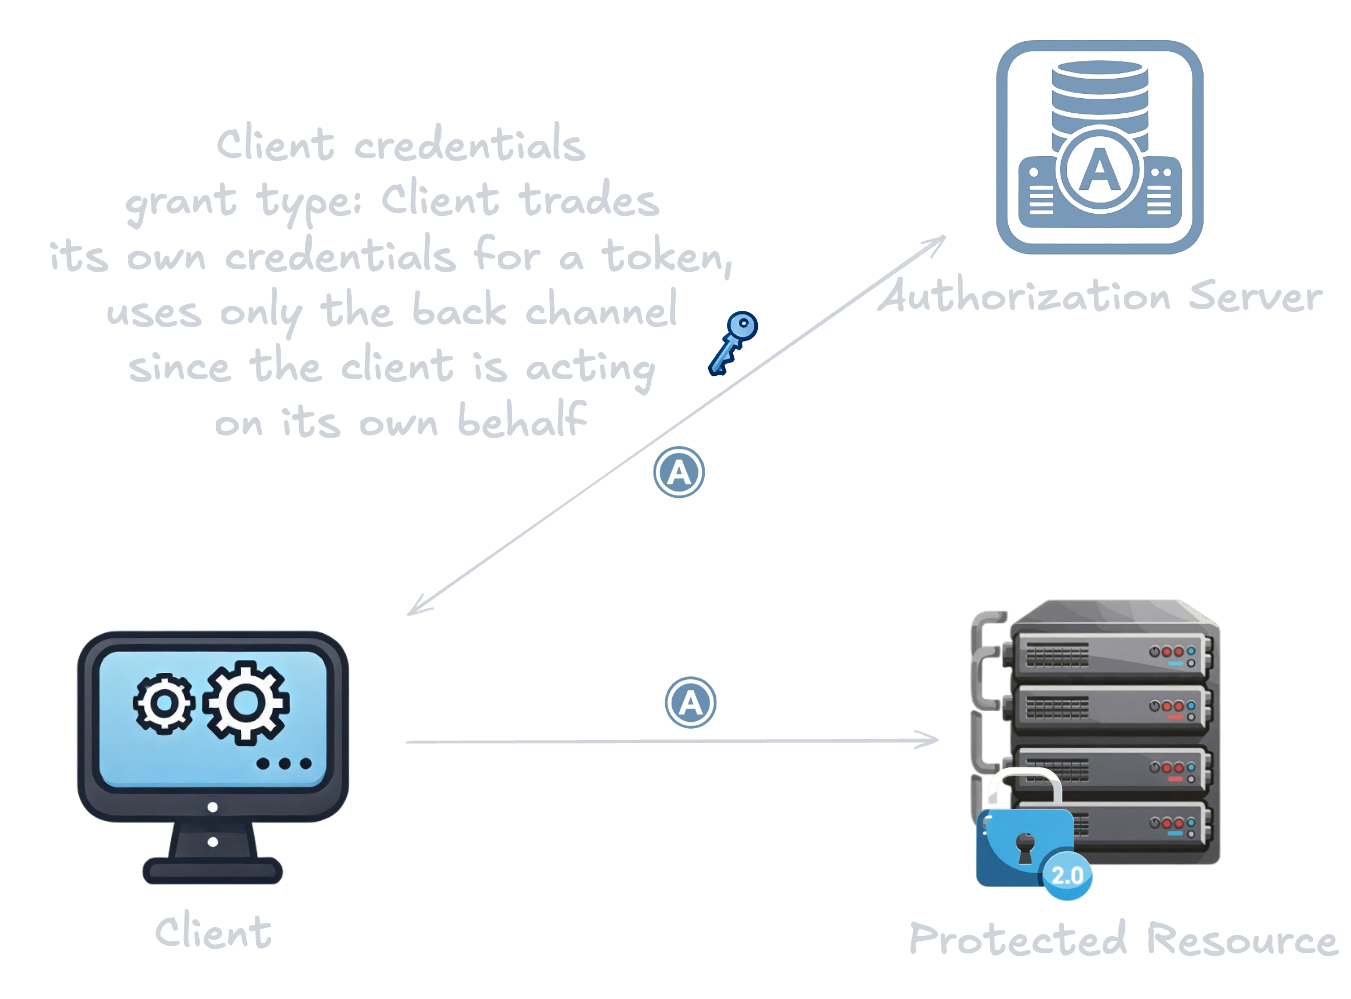 A
Client credentials
grant type: Client trades
its own credentials for a token,
uses only the back channel
since the client is acting
on its own behalf
Authorization Server
A
A
2.0
Client
Protected Resource